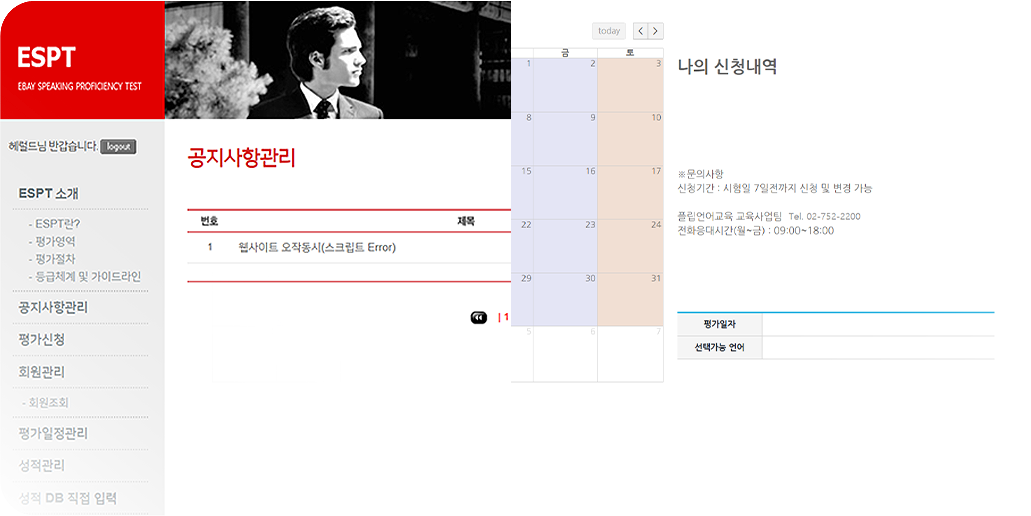 ESPT
EBAY SPEAKING PROFICIENCY TEST
헤럴드님 반갑습니다. logout
ESPT 소개
- ESPT란?
- 평가영역
- 평가절차
- 등급체계 및 가이드라인
공지사항관리
평가신청
회원관리
- 회원조회
평가일정관리
성적관리
성적 DB 직접 입력
공지사항관리
번호 제목
1 웹사이트 오작동시(스크립트 Error)
| 1
today
금 토
1 2 3
8 9 10
15 16 17
22 23 24
29 30 31
5 6 7
나의 신청내역
※문의사항
신청기간 : 시험일 7일전까지 신청 및 변경 가능
플립언어교육 교육사업팀 Tel. 02-752-2200
전화응대시간(월~금) : 09:00~18:00
평가일자
선택가능 언어